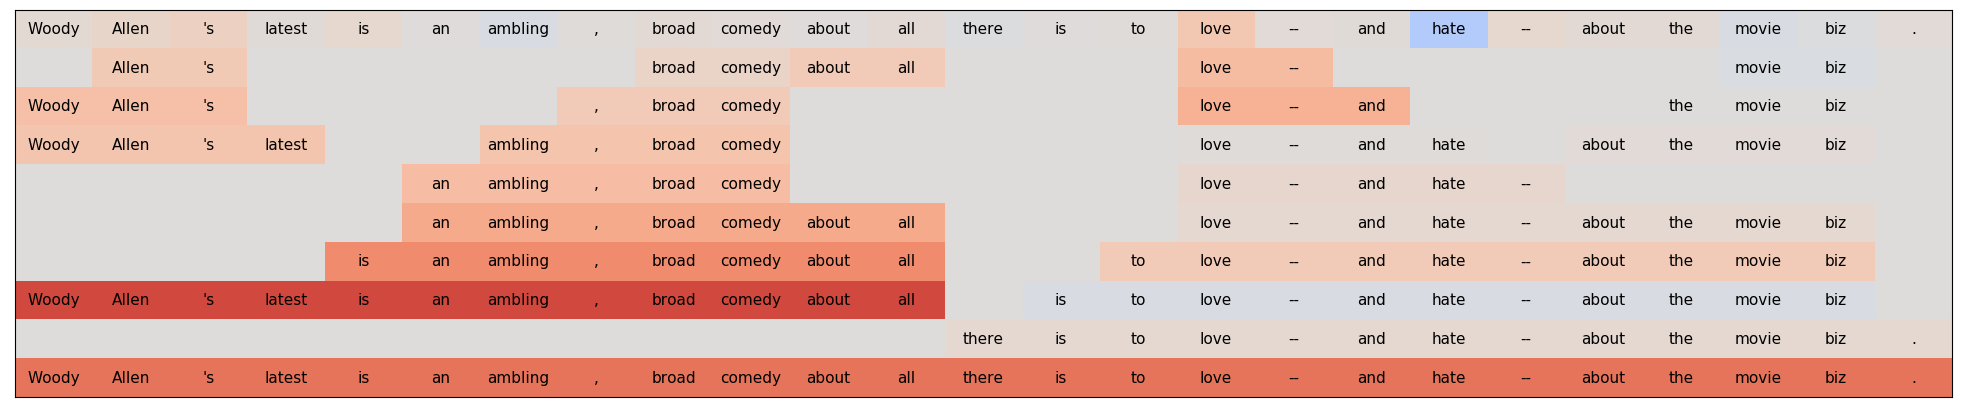 Woody Allen 's latest is an ambling , broad comedy about all there is to love -- and hate -- about the movie biz .
Allen 's broad comedy about all love -- movie biz
Woody Allen 's , broad comedy love -- and the movie biz
Woody Allen 's latest ambling , broad comedy love -- and hate about the movie biz
an ambling , broad comedy love -- and hate --
an ambling , broad comedy about all love -- and hate -- about the movie biz
is an ambling , broad comedy about all to love -- and hate -- about the movie biz
Woody Allen 's latest is an ambling , broad comedy about all is to love -- and hate -- about the movie biz
there is to love -- and hate -- about the movie biz .
Woody Allen 's latest is an ambling , broad comedy about all there is to love -- and hate -- about the movie biz .